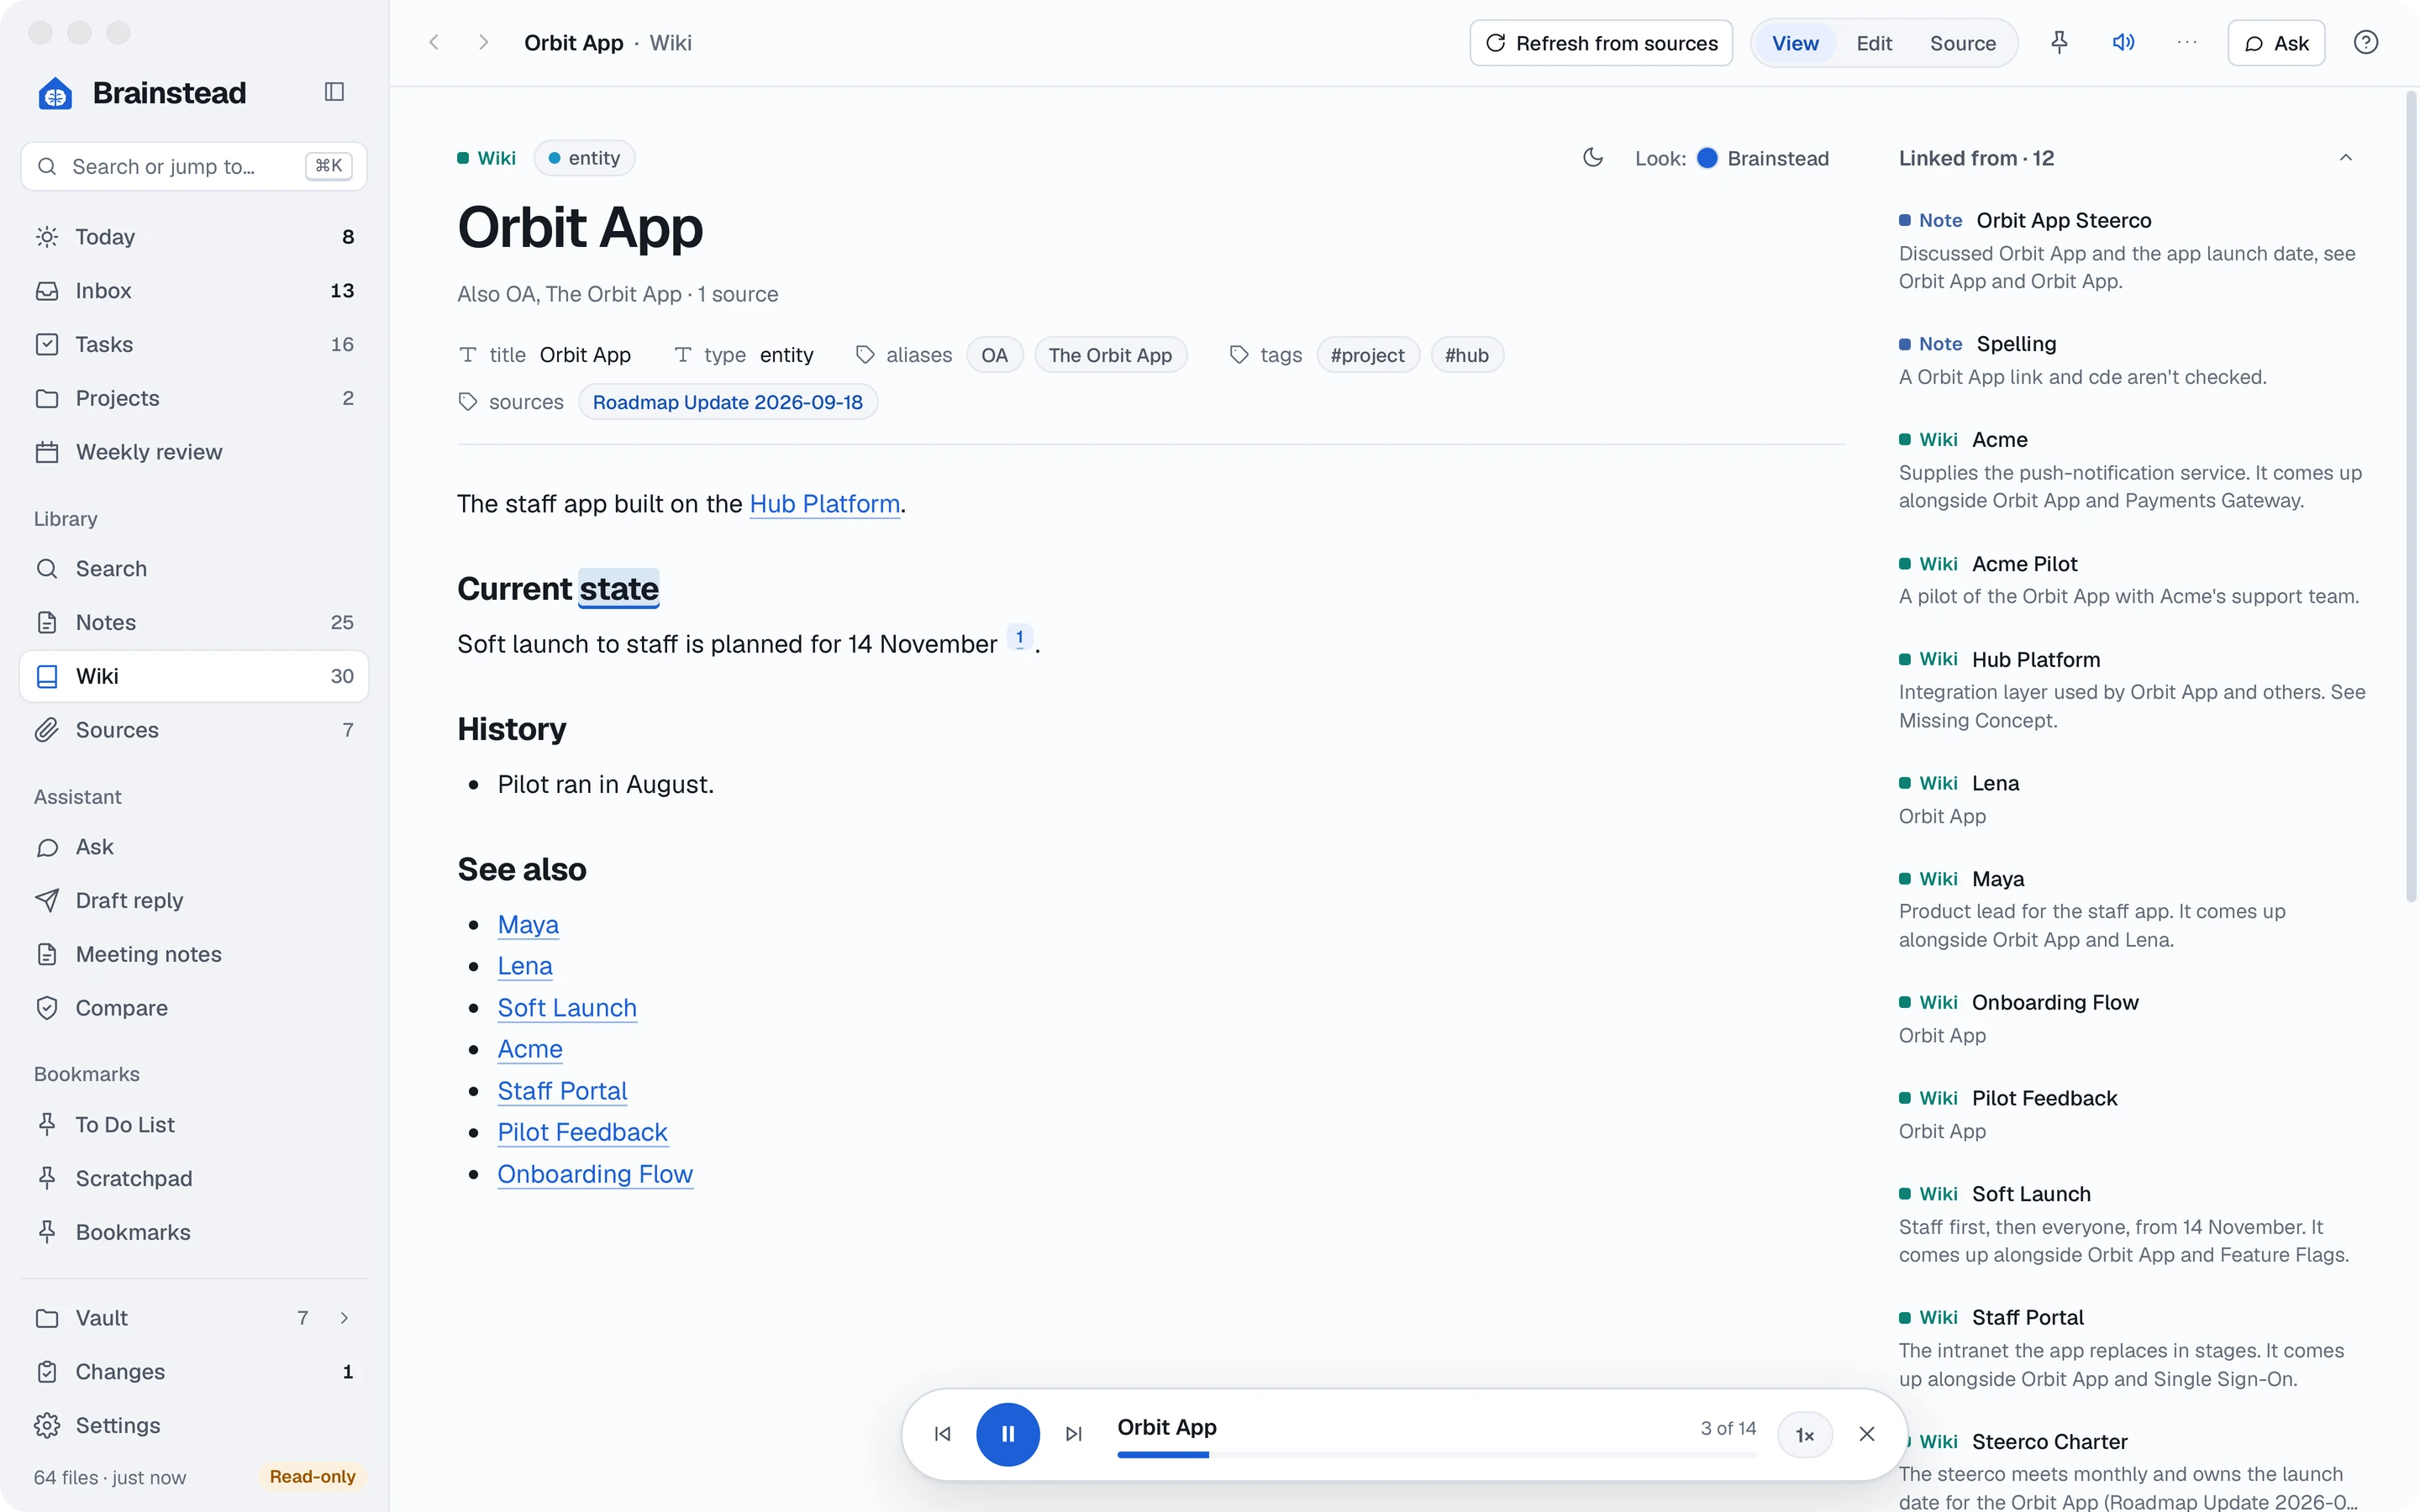 Brainstead
Search or jump to... ⌘K
Today 8
Inbox 13
Tasks 16
Projects 2
Weekly review
Library
Search
Notes 25
Wiki 30
Sources 7
Assistant
Ask
Draft reply
Meeting notes
Compare
Bookmarks
To Do List
Scratchpad
Bookmarks
Vault 7
Changes 1
Settings
64 files · just now Read-only
Orbit App · Wiki
Refresh from sources
View Edit Source
Ask
Wiki entity
Look: Brainstead
Orbit App
Also OA, The Orbit App · 1 source
title Orbit App type entity aliases OA The Orbit App tags #project #hub
sources Roadmap Update 2026-09-18
The staff app built on the Hub Platform.
Current state
Soft launch to staff is planned for 14 November 1.
History
Pilot ran in August.
See also
Maya
Lena
Soft Launch
Acme
Staff Portal
Pilot Feedback
Onboarding Flow
Linked from · 12
Note Orbit App Steerco
Discussed Orbit App and the app launch date, see
Orbit App and Orbit App.
Note Spelling
A Orbit App link and cde aren't checked.
Wiki Acme
Supplies the push-notification service. It comes up
alongside Orbit App and Payments Gateway.
Wiki Acme Pilot
A pilot of the Orbit App with Acme's support team.
Wiki Hub Platform
Integration layer used by Orbit App and others. See
Missing Concept.
Wiki Lena
Orbit App
Wiki Maya
Product lead for the staff app. It comes up
alongside Orbit App and Lena.
Wiki Onboarding Flow
Orbit App
Wiki Pilot Feedback
Orbit App
Wiki Soft Launch
Staff first, then everyone, from 14 November. It
comes up alongside Orbit App and Feature Flags.
Wiki Staff Portal
The intranet the app replaces in stages. It comes
up alongside Orbit App and Single Sign-On.
Wiki Steerco Charter
The steerco meets monthly and owns the launch
date for the Orbit App (Roadmap Update 2026-0...
Orbit App 3 of 14 1×